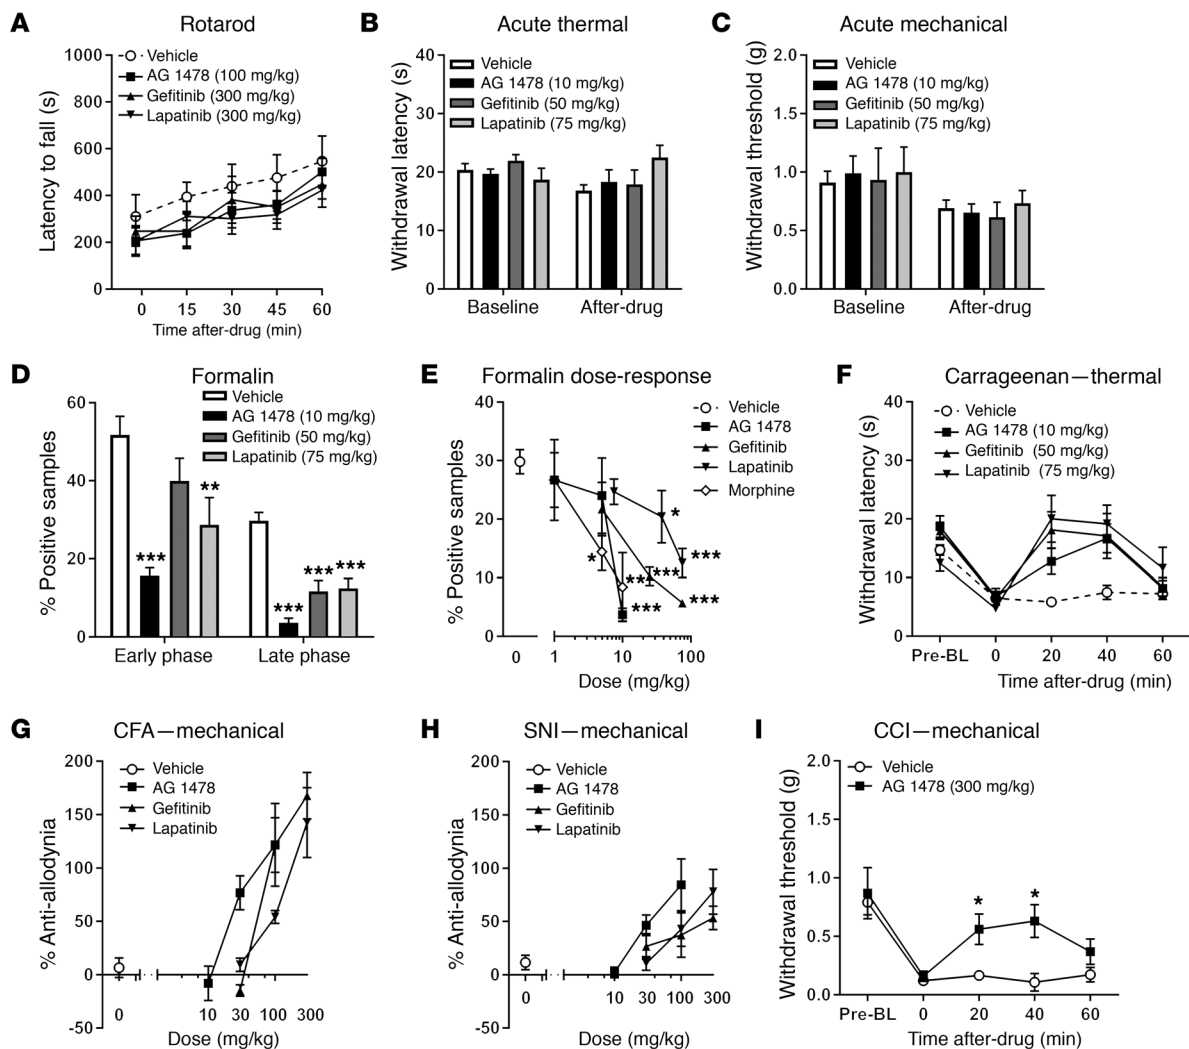 A
Rotarod
Latency to fall (s)
1000
800
600
400
200
0
Vehicle
AG 1478 (100 mg/kg)
Gefitinib (300 mg/kg)
Lapatinib (300 mg/kg)
0 15 30 45 60
Time after-drug (min)
B
Acute thermal
Withdrawal latency (s)
40
30
20
10
0
Vehicle
AG 1478 (10 mg/kg)
Gefitinib (50 mg/kg)
Lapatinib (75 mg/kg)
Baseline After-drug
C
Acute mechanical
Withdrawal threshold (g)
2.0
1.5
1.0
0.5
0.0
Vehicle
AG 1478 (10 mg/kg)
Gefitinib (50 mg/kg)
Lapatinib (75 mg/kg)
Baseline After-drug
D
Formalin
% Positive samples
60
40
20
0
Vehicle
AG 1478 (10 mg/kg)
Gefitinib (50 mg/kg)
Lapatinib (75 mg/kg)
***
**
***
***
***
Early phase Late phase
E
Formalin dose-response
% Positive samples
40
30
20
10
0
Vehicle
AG 1478
Gefitinib
Lapatinib
Morphine
*
***
*
**
***
***
***
0 1 10 100
Dose (mg/kg)
F
Carrageenan—thermal
Withdrawal latency (s)
40
30
20
10
0
Vehicle
AG 1478 (10 mg/kg)
Gefitinib (50 mg/kg)
Lapatinib (75 mg/kg)
Pre-BL 0 20 40 60
Time after-drug (min)
G
CFA—mechanical
% Anti-allodynia
200
150
100
50
0
-50
Vehicle
AG 1478
Gefitinib
Lapatinib
0 10 30 100 300
Dose (mg/kg)
H
SNI—mechanical
% Anti-allodynia
200
150
100
50
0
-50
Vehicle
AG 1478
Gefitinib
Lapatinib
0 10 30 100 300
Dose (mg/kg)
I
CCI—mechanical
Withdrawal threshold (g)
2.0
1.5
1.0
0.5
0.0
Vehicle
AG 1478 (300 mg/kg)
* *
Pre-BL 0 20 40 60
Time after-drug (min)